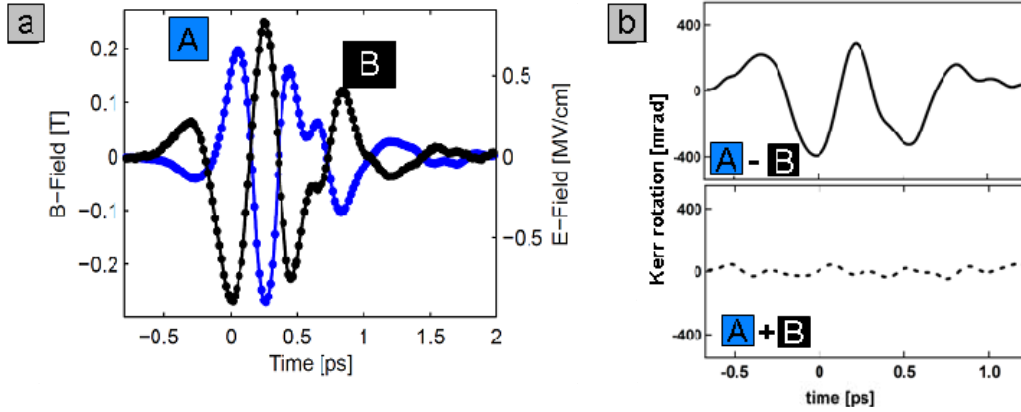 a
A
B
0.2
0.1
0
-0.1
-0.2
B-Field [T]
0.5
0
-0.5
E-Field [MV/cm]
-0.5 0 0.5 1 1.5 2
Time [ps]
b
400
0
-400
A - B
400
0
-400
A + B
Kerr rotation [mrad]
-0.5 0 0.5 1.0
time [ps]